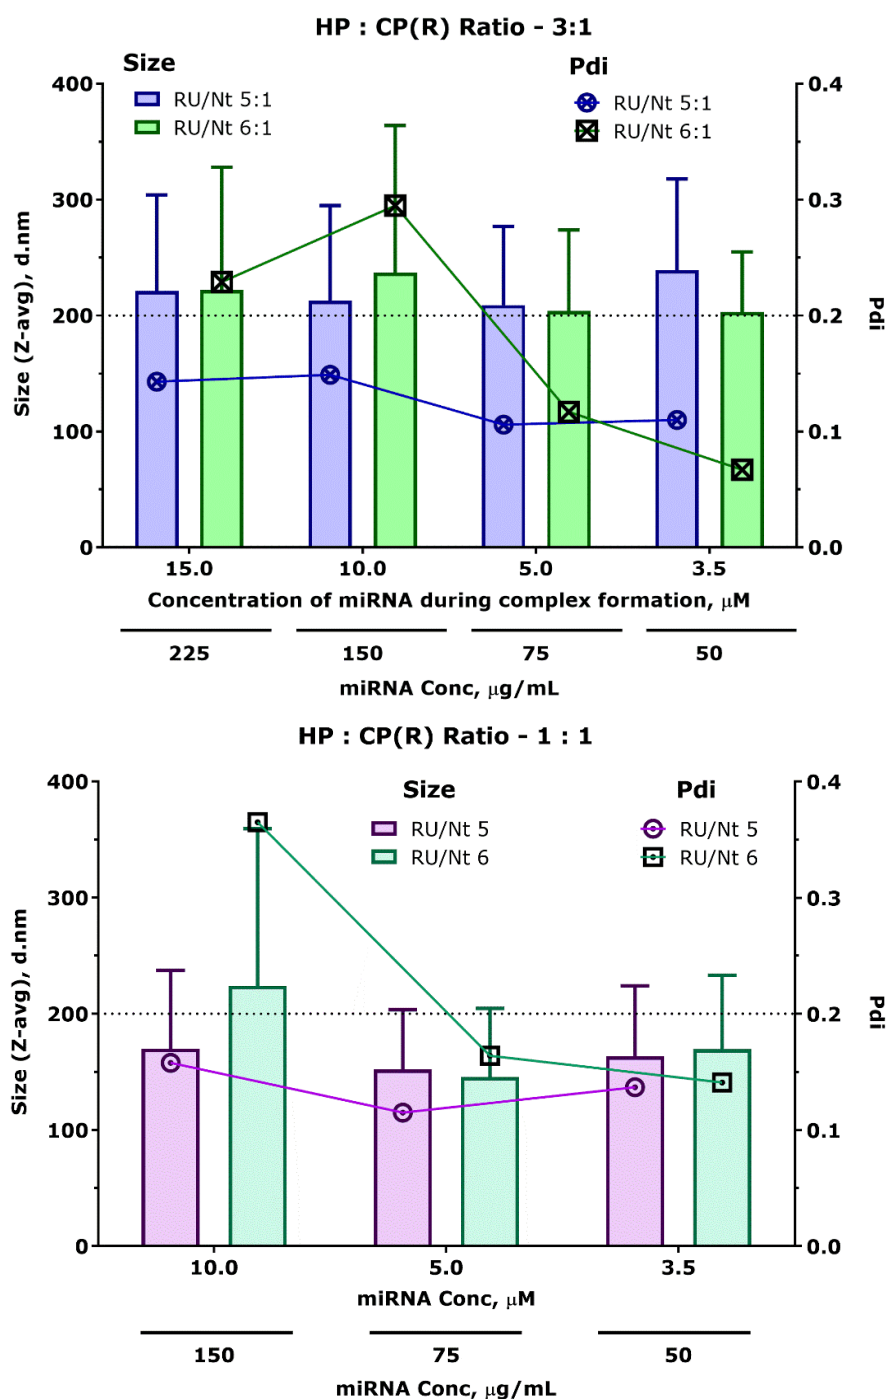 HP : CP(R) Ratio - 3:1
Size
Pdi
RU/Nt 5:1
RU/Nt 6:1
RU/Nt 5:1
RU/Nt 6:1
400
300
200
100
0
Size (Z-avg), d.nm
0.4
0.3
0.2
0.1
0.0
Pdi
15.0 10.0 5.0 3.5
Concentration of miRNA during complex formation, μM
225 150 75 50
miRNA Conc, μg/mL
HP : CP(R) Ratio - 1 : 1
Size
Pdi
RU/Nt 5
RU/Nt 6
RU/Nt 5
RU/Nt 6
400
300
200
100
0
Size (Z-avg), d.nm
0.4
0.3
0.2
0.1
0.0
Pdi
10.0 5.0 3.5
miRNA Conc, μM
150 75 50
miRNA Conc, μg/mL